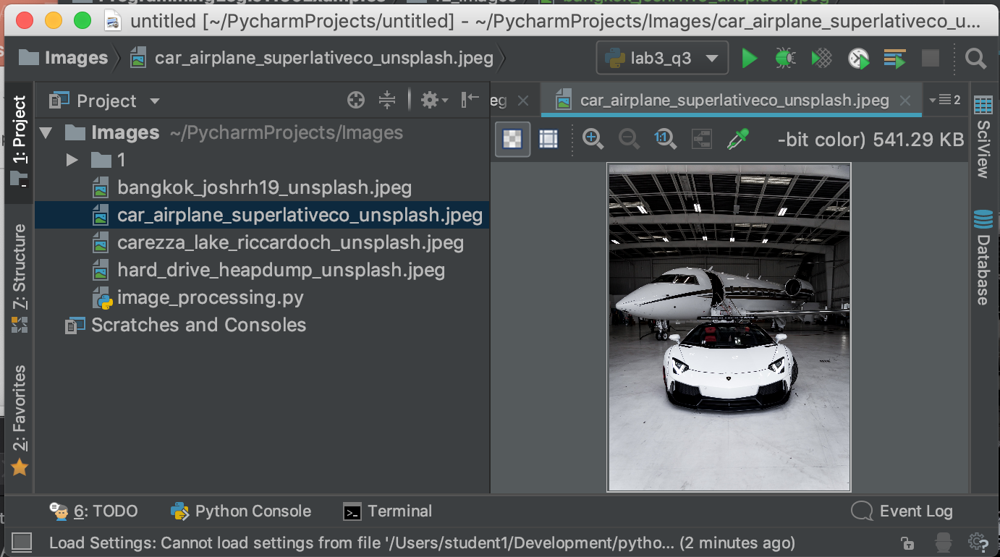 untitled [~/PycharmProjects/untitled] - ~/PycharmProjects/Images/car_airplane_superlativeco_u...
Images car_airplane_superlativeco_unsplash.jpeg lab3_q3
1: Project
Project
eg car_airplane_superlativeco_unsplash.jpeg 2
Images ~/PycharmProjects/Images
1:1 -bit color) 541.29 KB
1
bangkok_joshrh19_unsplash.jpeg
car_airplane_superlativeco_unsplash.jpeg
carezza_lake_riccardoch_unsplash.jpeg
hard_drive_heapdump_unsplash.jpeg
image_processing.py
Scratches and Consoles
Z: Structure
2: Favorites
SciView
Database
6: TODO Python Console Terminal Event Log
Load Settings: Cannot load settings from file '/Users/student1/Development/pytho... (2 minutes ago)